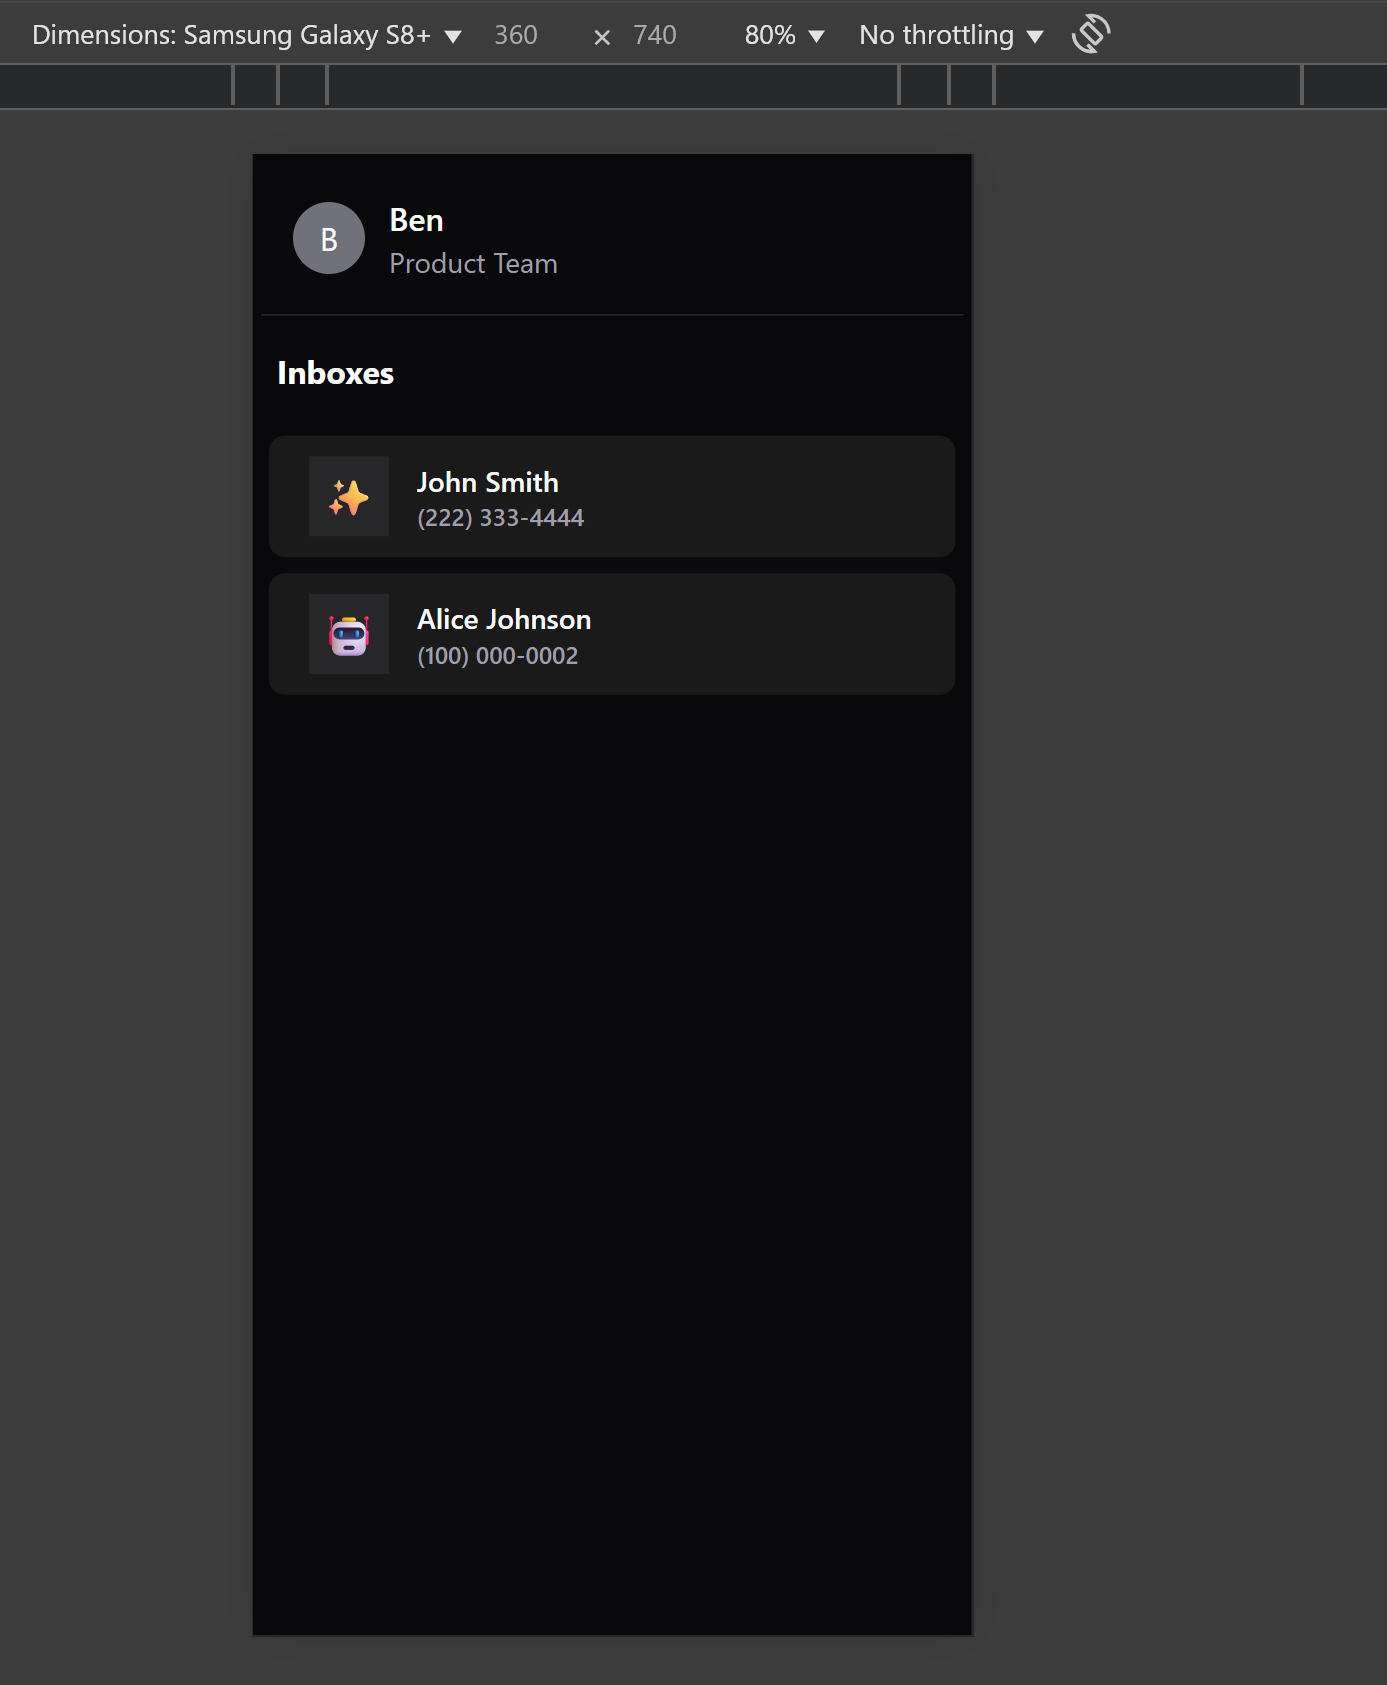 Dimensions: Samsung Galaxy S8+ ▼ 360 × 740 80% ▼ No throttling ▼
B
Ben
Product Team
Inboxes
John Smith
(222) 333-4444
Alice Johnson
(100) 000-0002